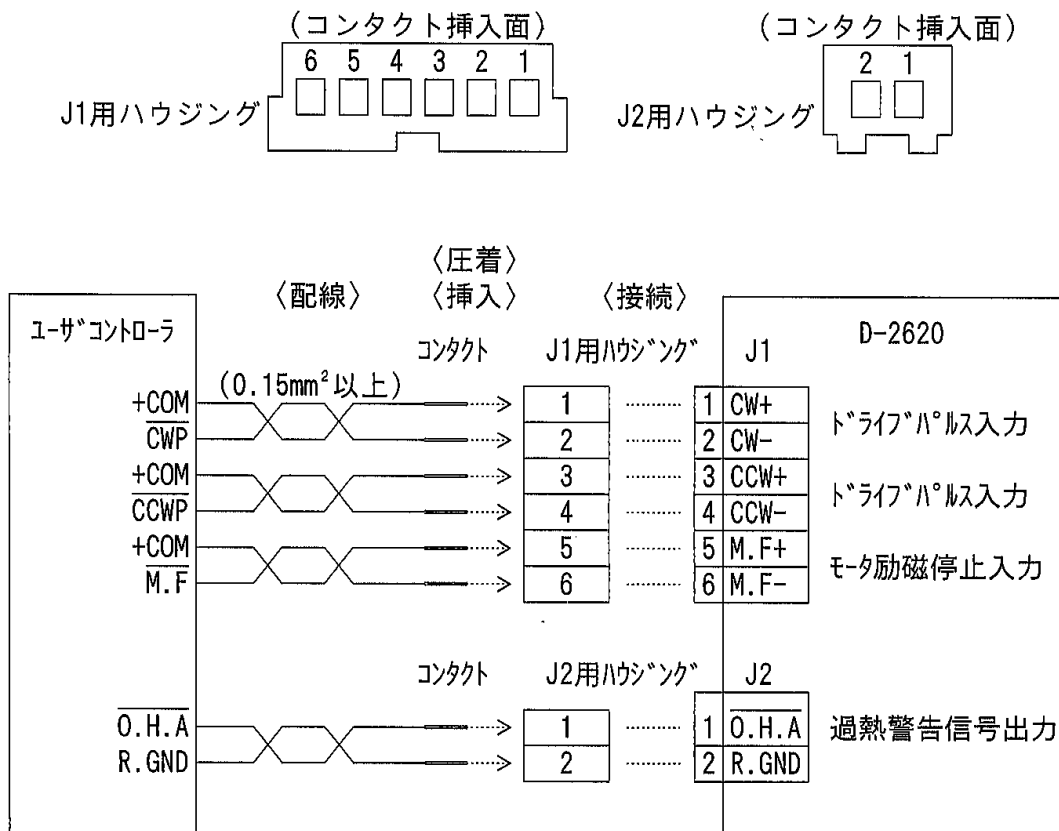 (コンタクト挿入面)
6 5 4 3 2 1
J1用ハウジング
(コンタクト挿入面)
2 1
J2用ハウジング
〈配線〉
〈圧着〉
〈挿入〉
〈接続〉
ユーザコントローラ
D-2620
コンタクト J1用ハウジング J1
(0.15mm²以上)
+COM 1 1 CW+
CWP 2 2 CW-
ドライブパルス入力
+COM 3 3 CCW+
CCWP 4 4 CCW-
ドライブパルス入力
+COM 5 5 M.F+
M.F 6 6 M.F-
モータ励磁停止入力
コンタクト J2用ハウジング J2
O.H.A 1 1 O.H.A 過熱警告信号出力
R.GND 2 2 R.GND